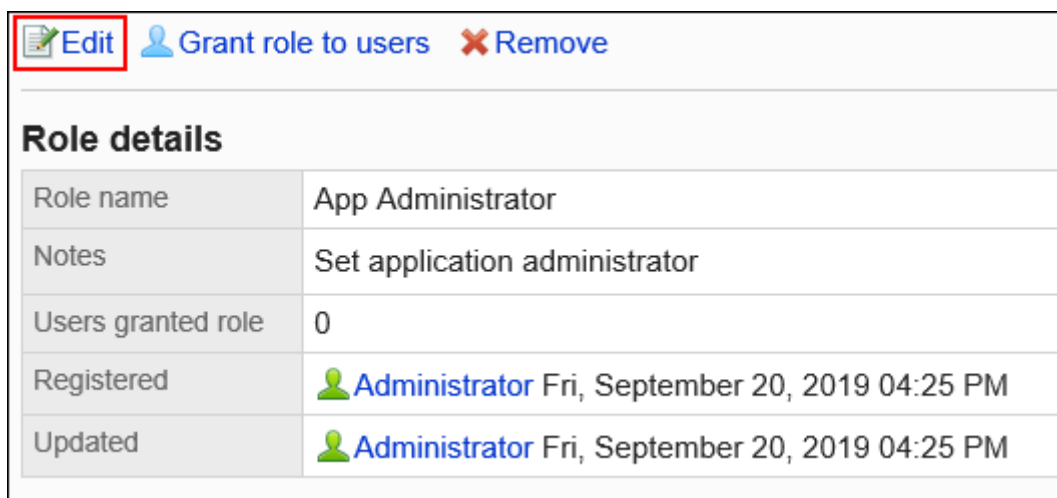 Edit Grant role to users Remove
Role details
Role name App Administrator
Notes Set application administrator
Users granted role 0
Registered Administrator Fri, September 20, 2019 04:25 PM
Updated Administrator Fri, September 20, 2019 04:25 PM